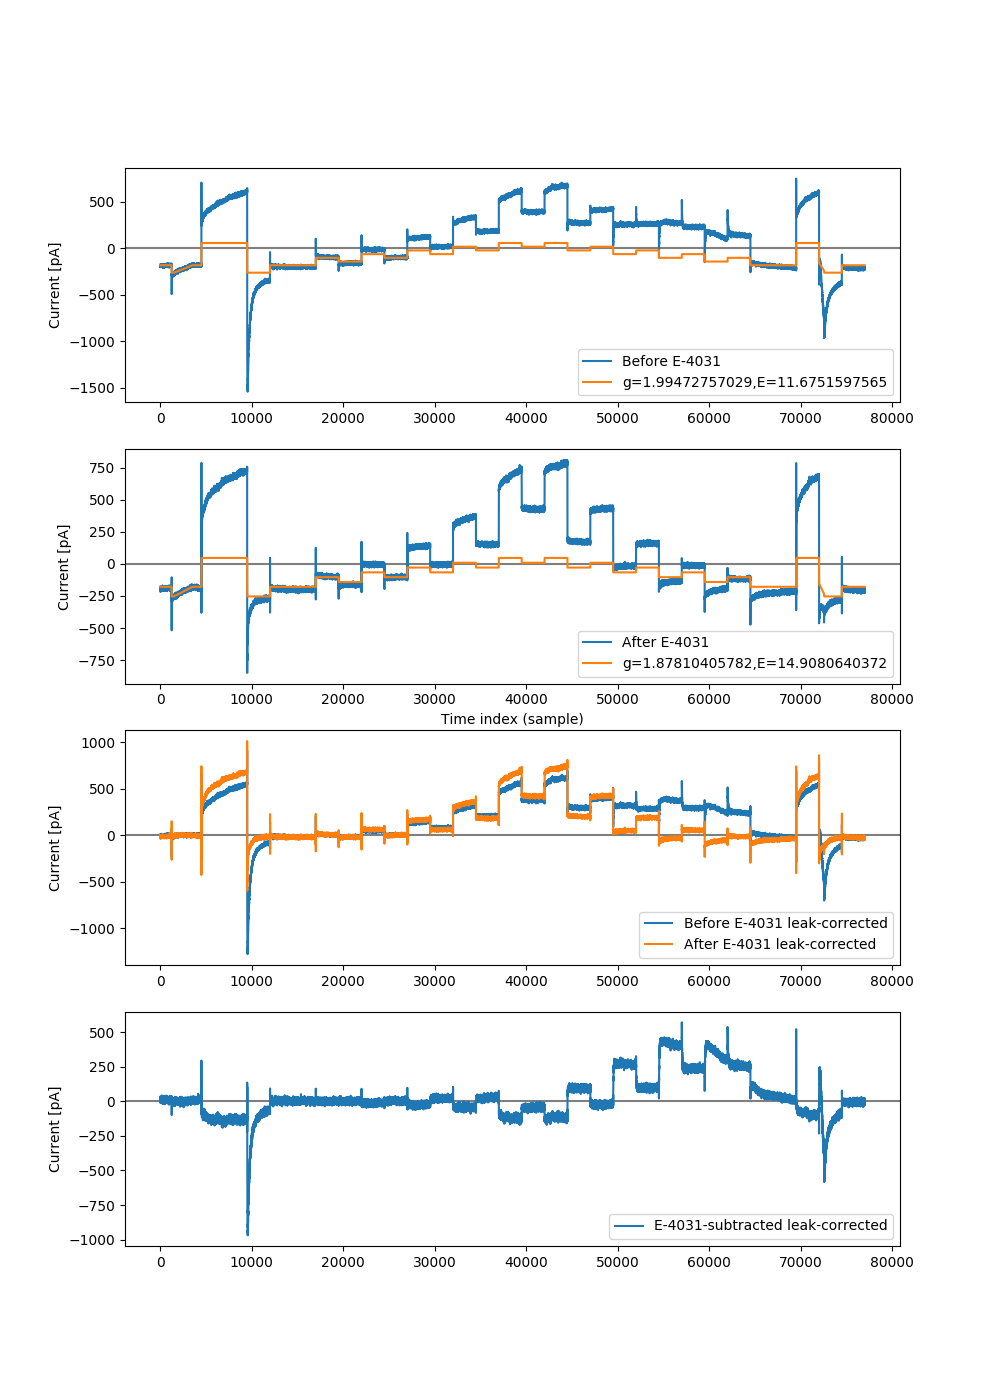 500
0
−500
−1000
−1500
Current [pA]
Before E-4031
g=1.99472757029,E=11.6751597565
0 10000 20000 30000 40000 50000 60000 70000 80000
750
500
250
0
−250
−500
−750
Current [pA]
After E-4031
g=1.87810405782,E=14.9080640372
0 10000 20000 30000 40000 50000 60000 70000 80000
Time index (sample)
1000
500
0
−500
−1000
Current [pA]
Before E-4031 leak-corrected
After E-4031 leak-corrected
0 10000 20000 30000 40000 50000 60000 70000 80000
500
250
0
−250
−500
−750
−1000
Current [pA]
E-4031-subtracted leak-corrected
0 10000 20000 30000 40000 50000 60000 70000 80000